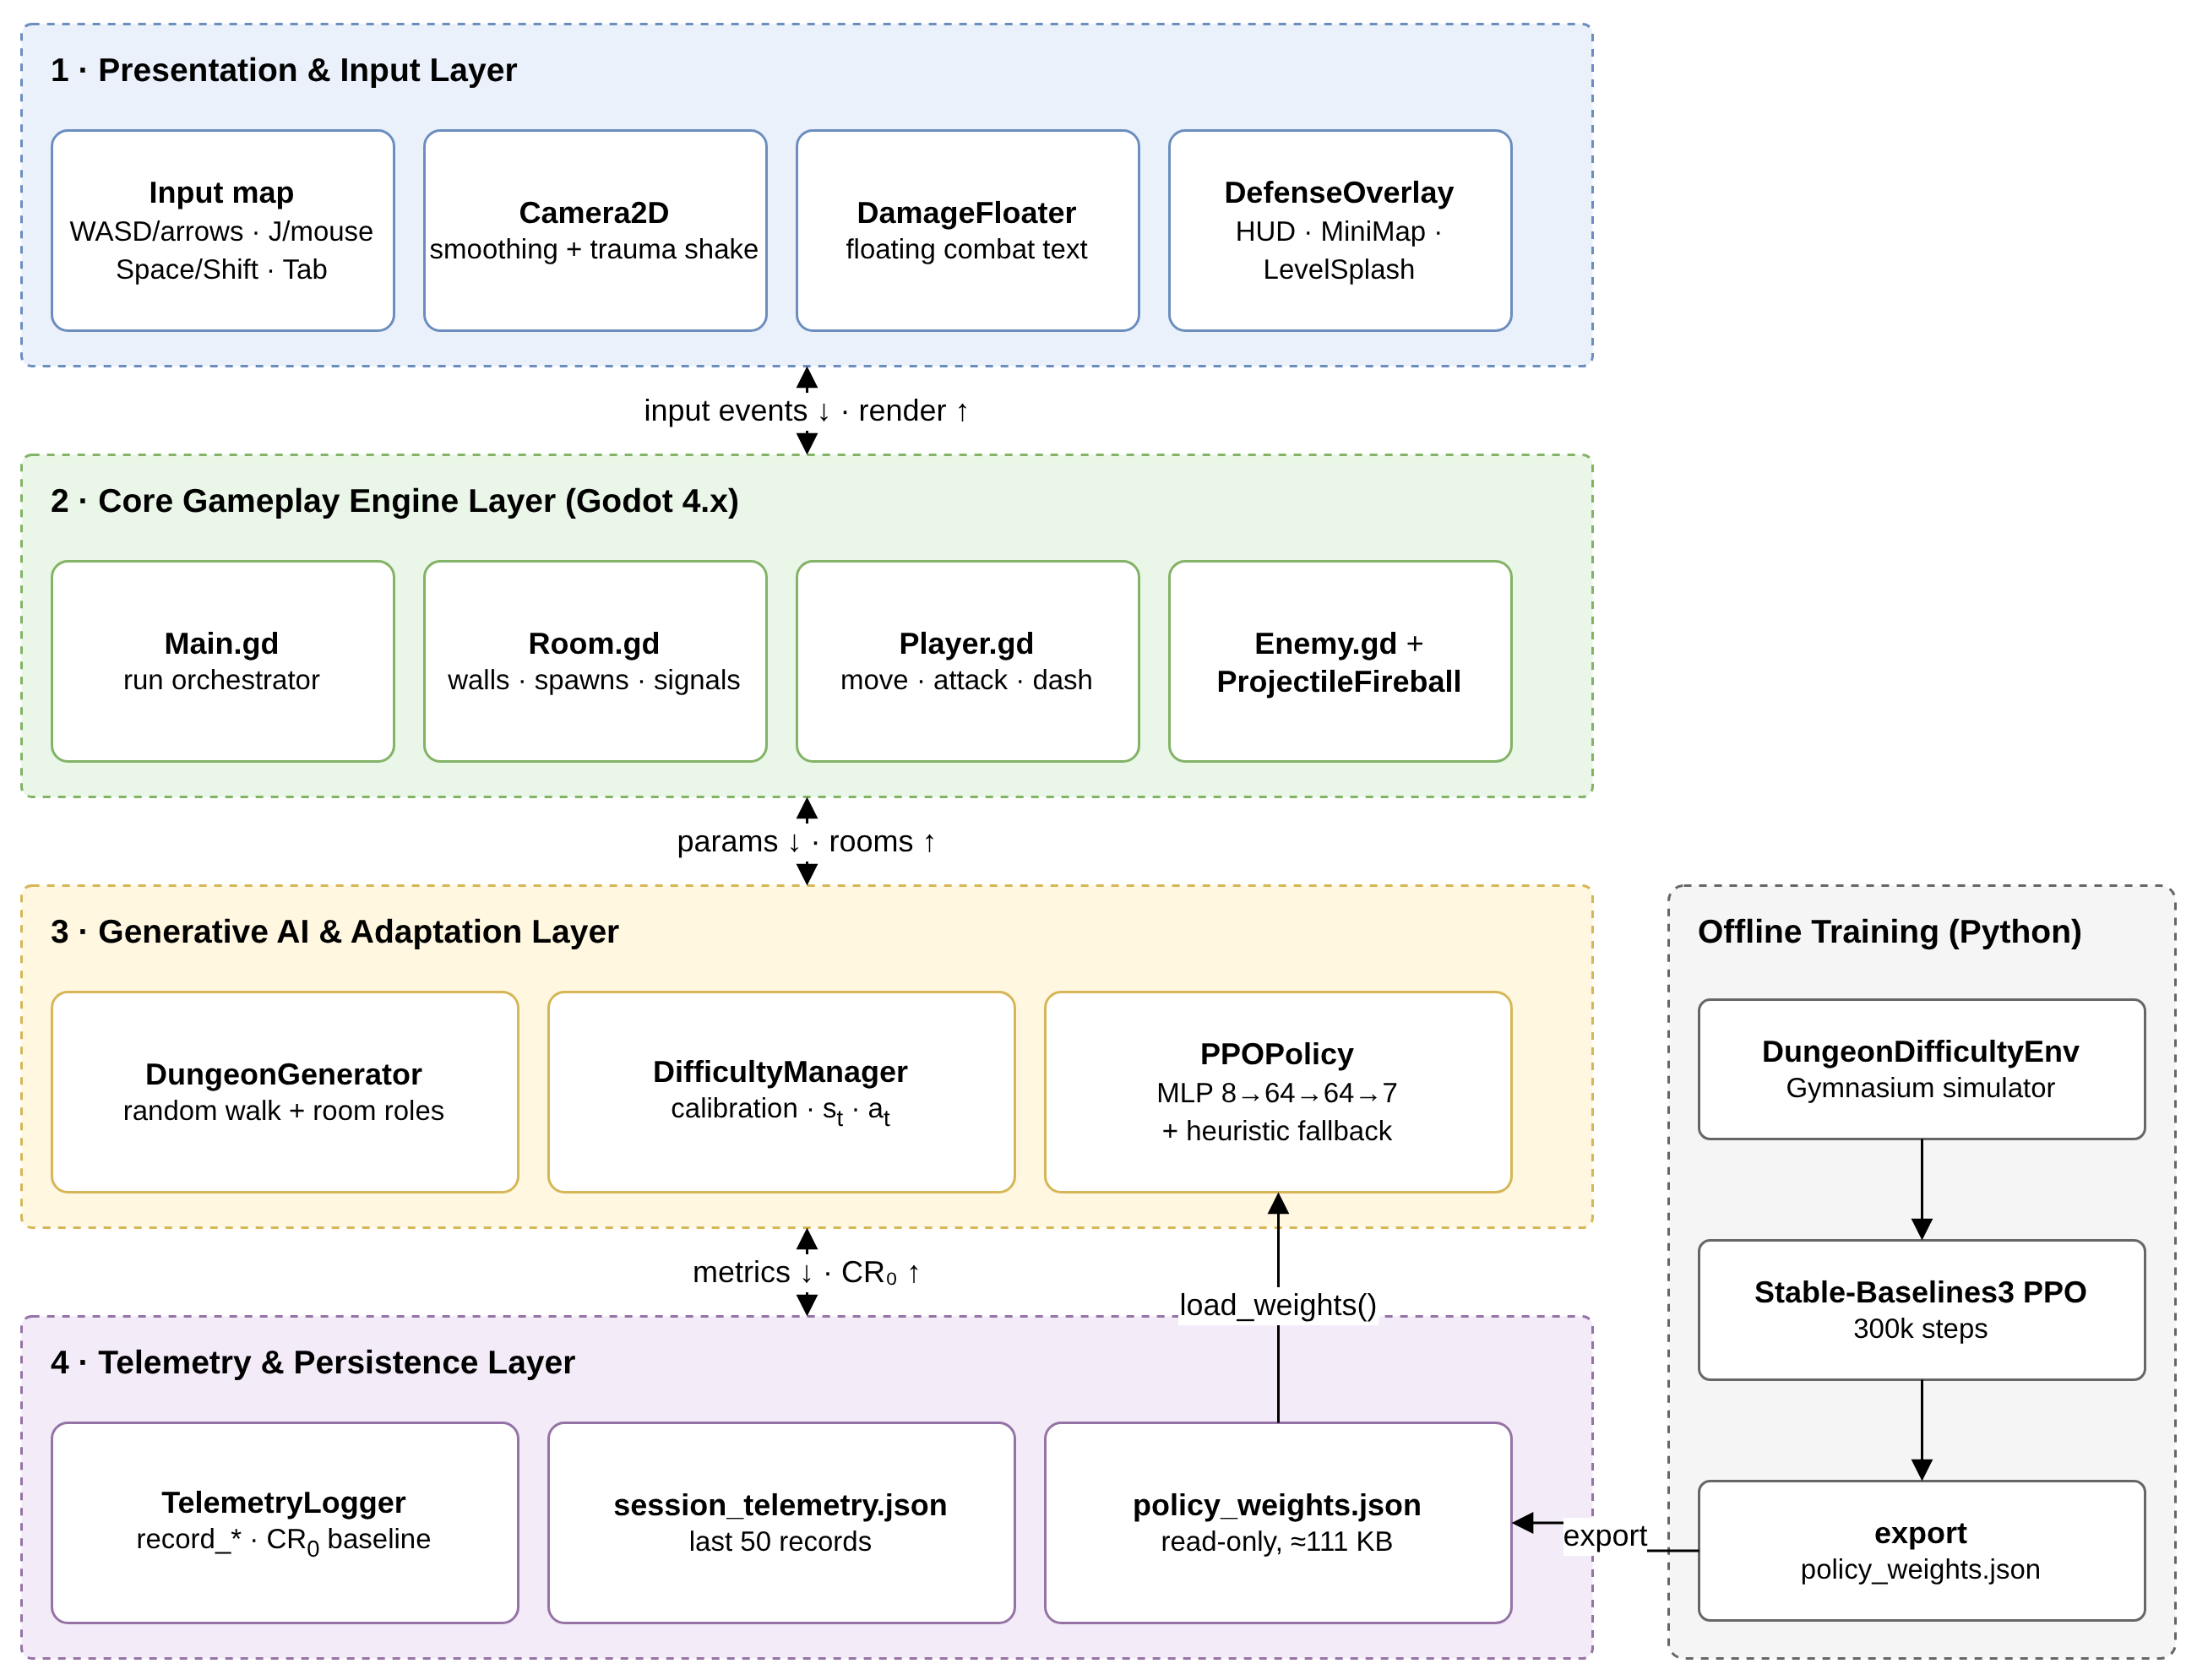 1 · Presentation & Input Layer
Input map
WASD/arrows · J/mouse
Space/Shift · Tab
Camera2D
smoothing + trauma shake
DamageFloater
floating combat text
DefenseOverlay
HUD · MiniMap ·
LevelSplash
input events ↓ · render ↑
2 · Core Gameplay Engine Layer (Godot 4.x)
Main.gd
run orchestrator
Room.gd
walls · spawns · signals
Player.gd
move · attack · dash
Enemy.gd +
ProjectileFireball
params ↓ · rooms ↑
3 · Generative AI & Adaptation Layer
DungeonGenerator
random walk + room roles
DifficultyManager
calibration · sₜ · aₜ
PPOPolicy
MLP 8→64→64→7
+ heuristic fallback
metrics ↓ · CR₀ ↑
load_weights()
4 · Telemetry & Persistence Layer
TelemetryLogger
record_* · CR₀ baseline
session_telemetry.json
last 50 records
policy_weights.json
read-only, ≈111 KB
export
Offline Training (Python)
DungeonDifficultyEnv
Gymnasium simulator
Stable-Baselines3 PPO
300k steps
export
policy_weights.json